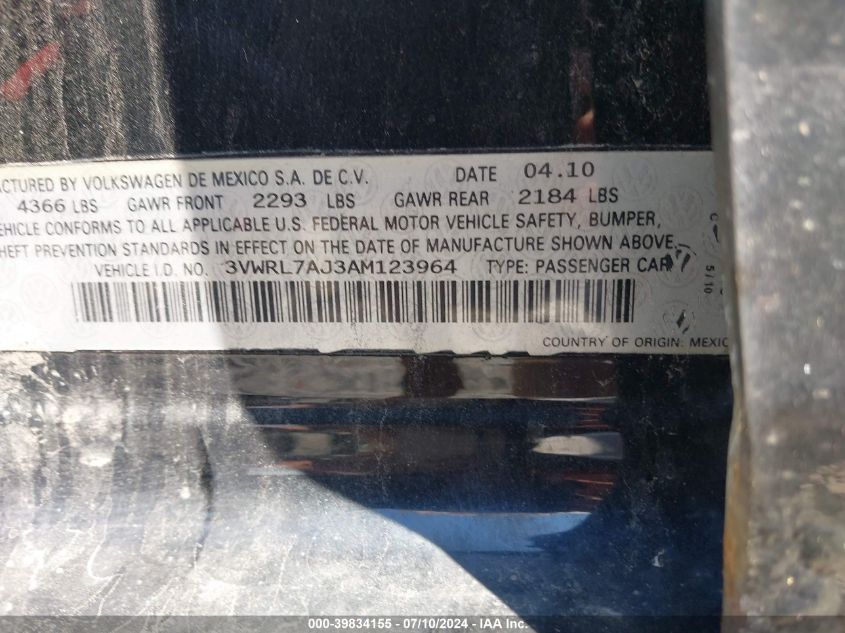 ACTURED BY VOLKSWAGEN DE MEXICO S.A. DE C.V. DATE 04.10
4366 LBS GAWR FRONT 2293 LBS GAWR REAR 2184 LBS
VEHICLE CONFORMS TO ALL APPLICABLE U.S. FEDERAL MOTOR VEHICLE SAFETY, BUMPER,
HEFT PREVENTION STANDARDS IN EFFECT ON THE DATE OF MANUFACTURE SHOWN ABOVE.
VEHICLE I.D. NO. 3VWRL7AJ3AM123964 TYPE: PASSENGER CAR
5/10
COUNTRY OF ORIGIN: MEXIC
000-39834155 - 07/10/2024 - IAA Inc.